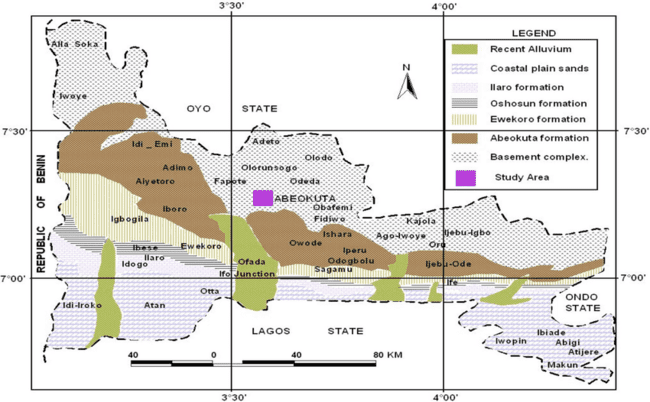 3°30' 4°00'
LEGEND
Recent Alluvium
Coastal plain sands
Ilaro formation
Oshosun formation
Ewekoro formation
Abeokuta formation
Basement complex.
Study Area
N
Alla Soka
Iwoye
OYO STATE
7°30' 7°30'
Idi _ Emi
Adeto
Olodo
Adimo
Olorunsogo
Aiyetoro
Fapote
Odeda
ABEOKUTA
REPUBLIC OF BENIN
Iboro
Obafemi
Igbogila
Fidiwo
Kajola
Ishara
Ago-Iwoye
Ijebu-Igbo
Ibese
Ewekoro
Owode
Iperu
Oru
Ilaro
Ofada
Odogbolu
Idogo
Ijebu-Ode
Ifo Junction
Sagamu
7°00' 7°00'
Ife
Otta
Idi-Iroko
Atan
ONDO
STATE
LAGOS STATE
Ibiade
Iwopin
Abigi
Atijere
Makun
40 0 40 80 KM
3°30' 4°00'